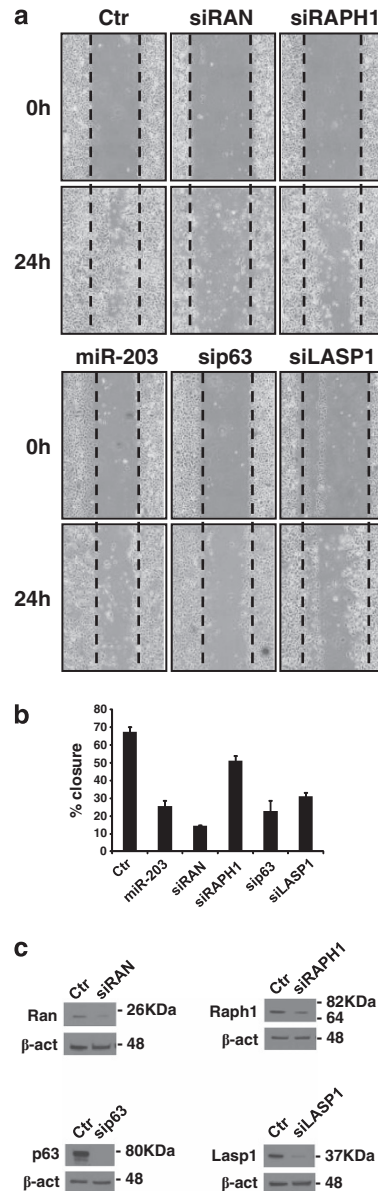 a
Ctr siRAN siRAPH1
0h
24h
miR-203 sip63 siLASP1
0h
24h
b
% closure
80
70
60
50
40
30
20
10
0
Ctr miR-203 siRAN siRAPH1 sip63 siLASP1
c
Ctr siRAN
Ran - 26KDa
β-act - 48
Ctr siRAPH1
Raph1 - 82KDa
64
β-act - 48
Ctr sip63
p63 - 80KDa
β-act - 48
Ctr siLASP1
Lasp1 - 37KDa
β-act - 48